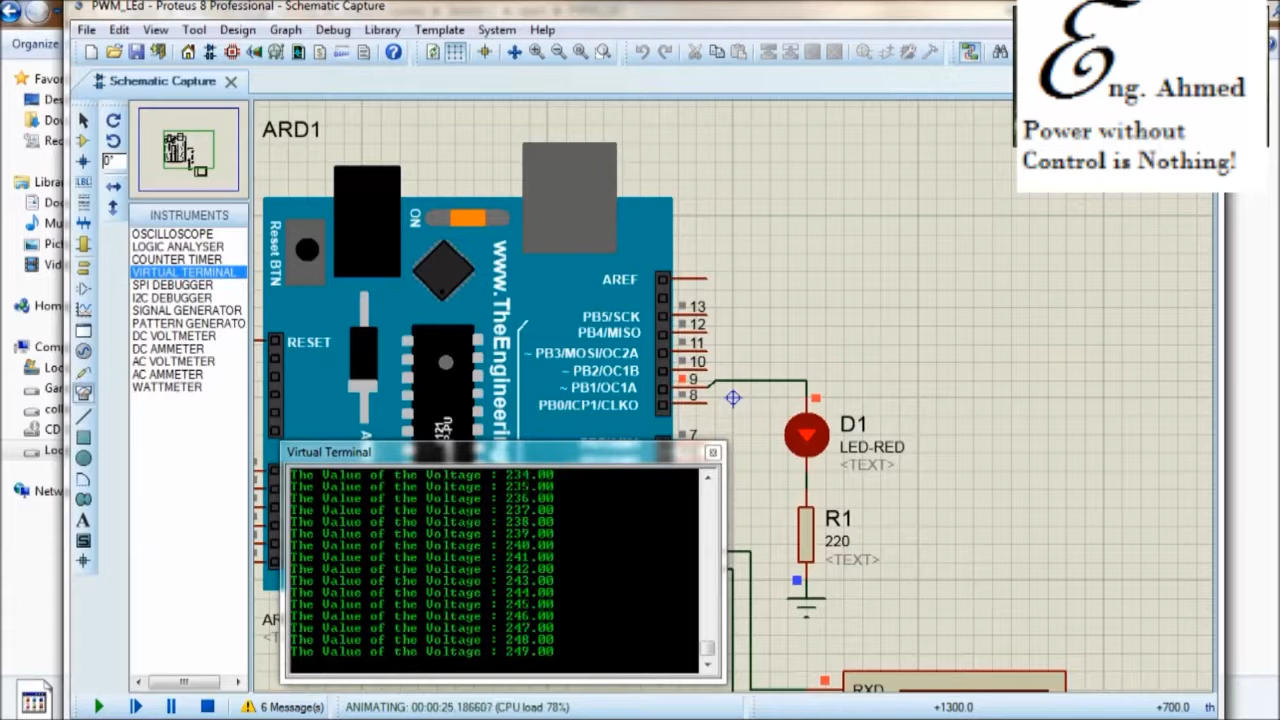 PWM_LEd - Proteus 8 Professional - Schematic Capture
File Edit View Tool Design Graph Debug Library Template System Help
Organize
Schematic Capture
Eng. Ahmed
Power without
Control is Nothing!
Favor
0°
INSTRUMENTS
OSCILLOSCOPE
LOGIC ANALYSER
COUNTER TIMER
VIRTUAL TERMINAL
SPI DEBUGGER
I2C DEBUGGER
SIGNAL GENERATOR
PATTERN GENERATO
DC VOLTMETER
DC AMMETER
AC VOLTMETER
AC AMMETER
WATTMETER
ARD1
Reset BTN
ON
www.TheEngineerin
RESET
AREF
PB5/SCK
PB4/MISO
~ PB3/MOSI/OC2A
~ PB2/OC1B
~ PB1/OC1A
PB0/ICP1/CLKO
13
12
11
10
9
8
7
D1
LED-RED
<TEXT>
R1
220
<TEXT>
RXD
Virtual Terminal
The Value of the Voltage : 234.00
The Value of the Voltage : 235.00
The Value of the Voltage : 236.00
The Value of the Voltage : 237.00
The Value of the Voltage : 238.00
The Value of the Voltage : 239.00
The Value of the Voltage : 240.00
The Value of the Voltage : 241.00
The Value of the Voltage : 242.00
The Value of the Voltage : 243.00
The Value of the Voltage : 244.00
The Value of the Voltage : 245.00
The Value of the Voltage : 246.00
The Value of the Voltage : 247.00
The Value of the Voltage : 248.00
The Value of the Voltage : 249.00
6 Message(s)
ANIMATING: 00:00:25.186607 (CPU load 78%)
+1300.0
+700.0
th